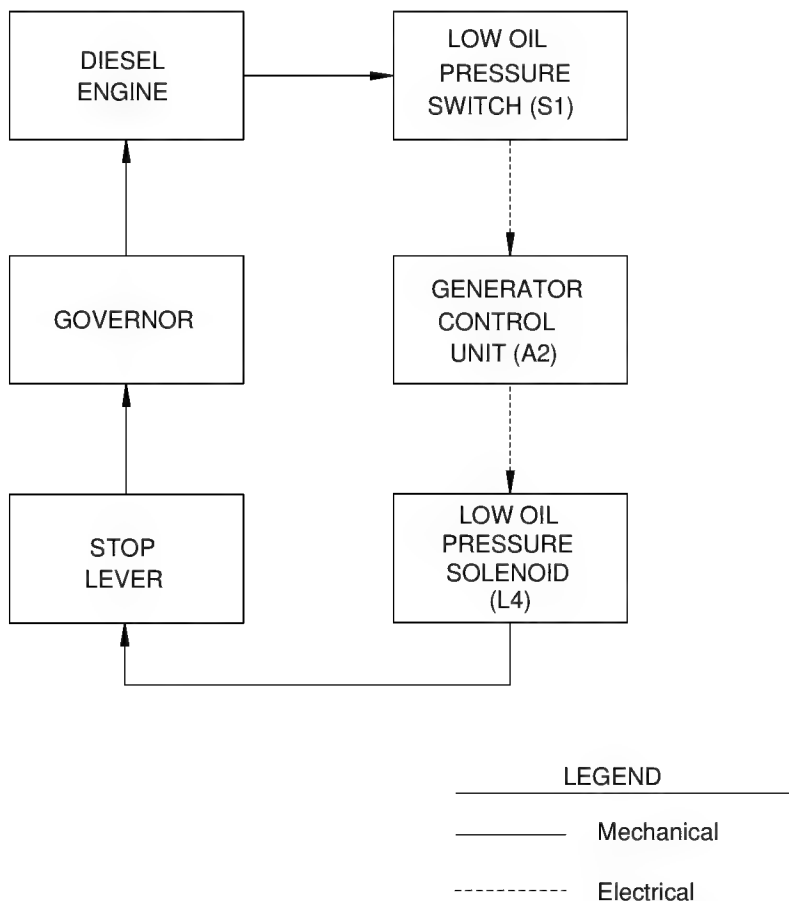 DIESEL
ENGINE
LOW OIL
PRESSURE
SWITCH (S1)
GOVERNOR
GENERATOR
CONTROL
UNIT (A2)
STOP
LEVER
LOW OIL
PRESSURE
SOLENOID
(L4)
LEGEND
Mechanical
Electrical